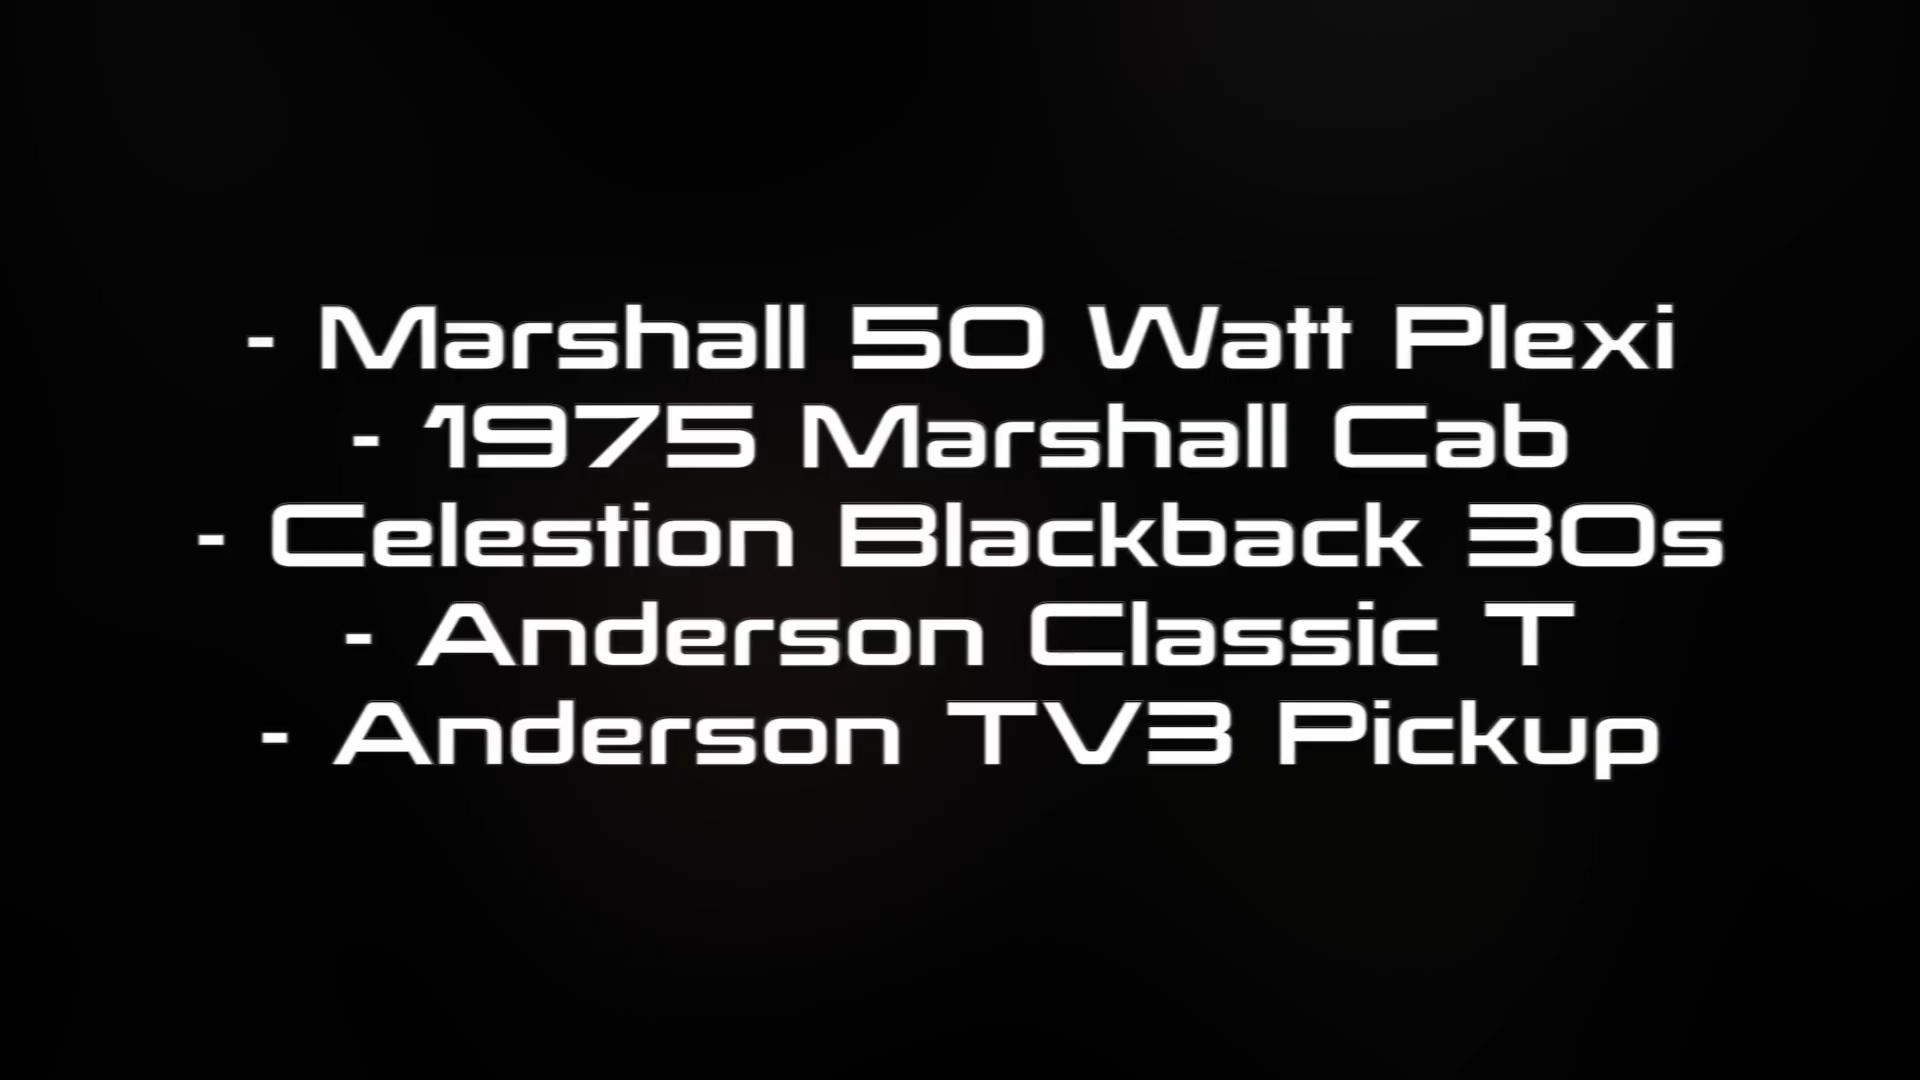 - Marshall 50 Watt Plexi
- 1975 Marshall Cab
- Celestion Blackback 30s
- Anderson Classic T
- Anderson TV3 Pickup